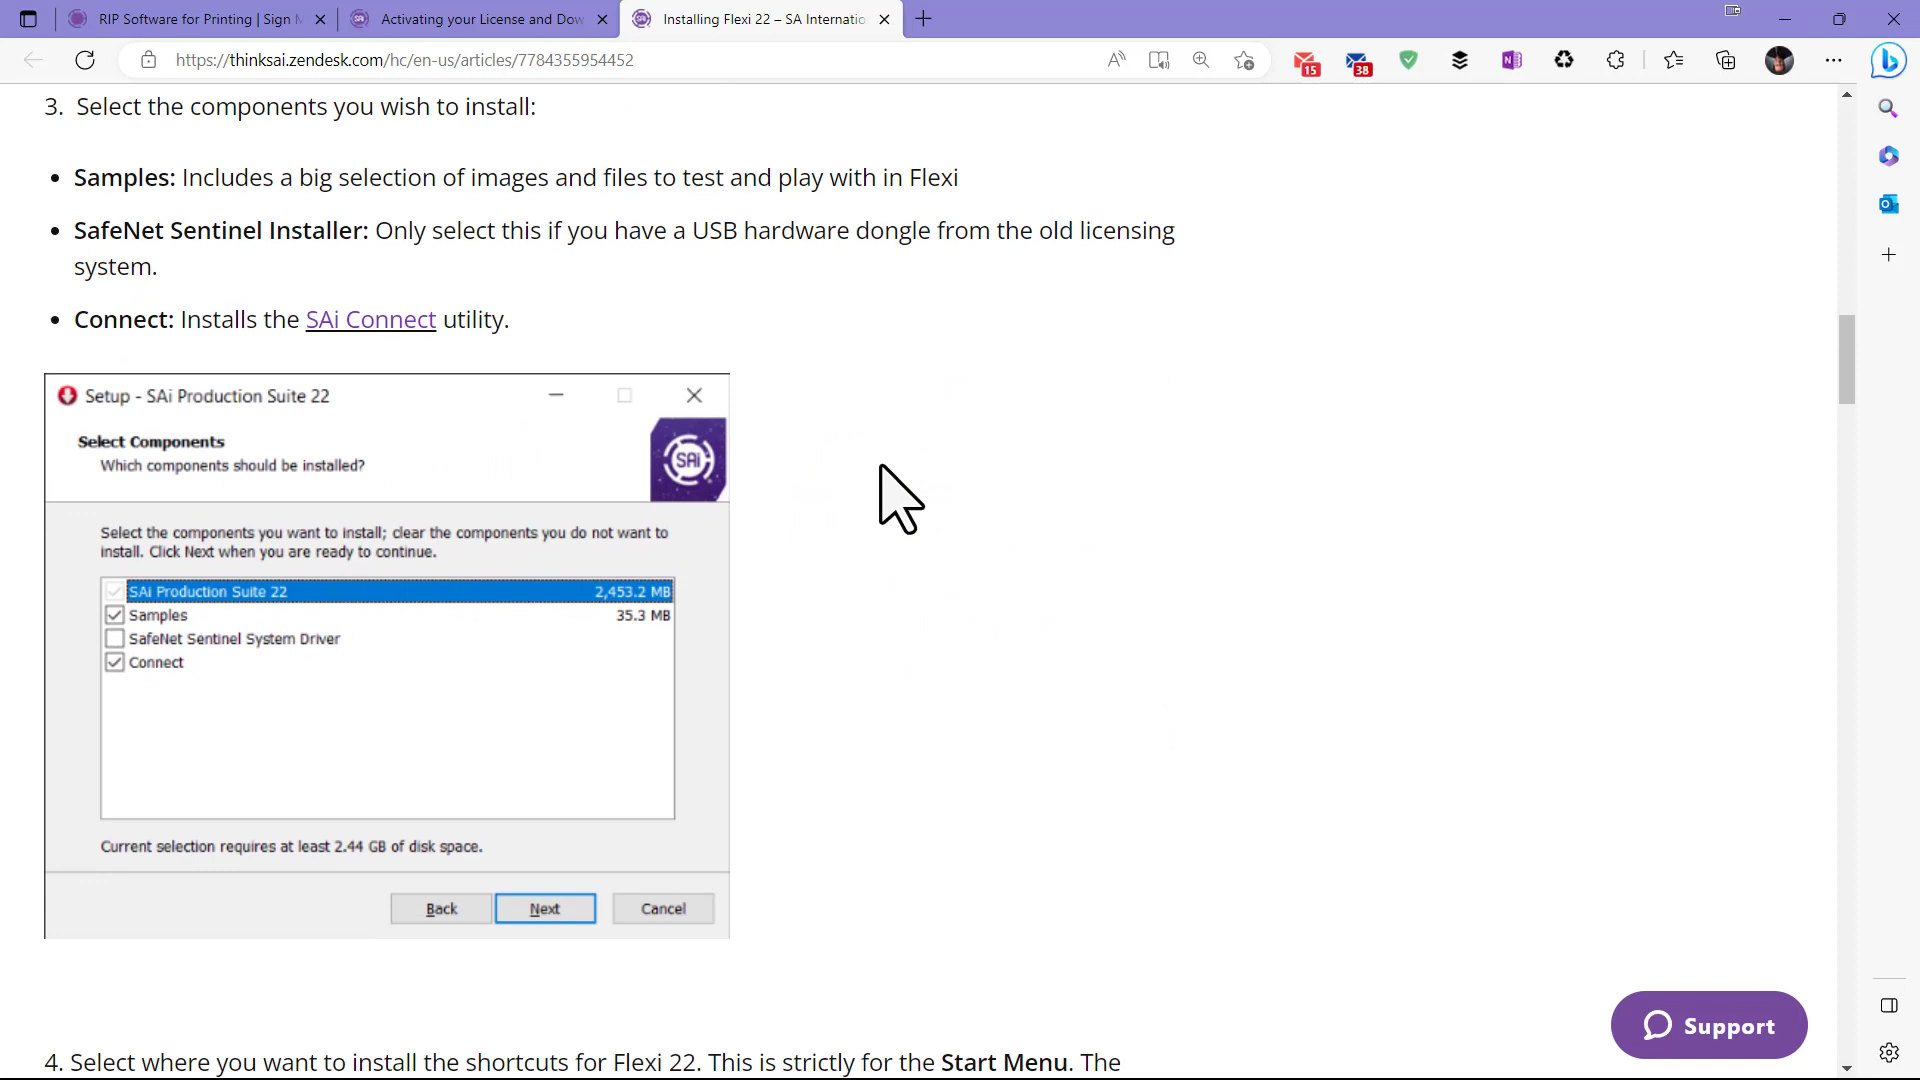 RIP Software for Printing | Sign M
Activating your License and Dow
Installing Flexi 22 – SA Internatio
https://thinksai.zendesk.com/hc/en-us/articles/7784355954452
15
38
3. Select the components you wish to install:
• Samples: Includes a big selection of images and files to test and play with in Flexi
• SafeNet Sentinel Installer: Only select this if you have a USB hardware dongle from the old licensing
system.
• Connect: Installs the SAi Connect utility.
Setup - SAi Production Suite 22
Select Components
Which components should be installed?
SAi
Select the components you want to install; clear the components you do not want to
install. Click Next when you are ready to continue.
SAi Production Suite 22 2,453.2 MB
Samples 35.3 MB
SafeNet Sentinel System Driver
Connect
Current selection requires at least 2.44 GB of disk space.
Back Next Cancel
Support
4. Select where you want to install the shortcuts for Flexi 22. This is strictly for the Start Menu. The